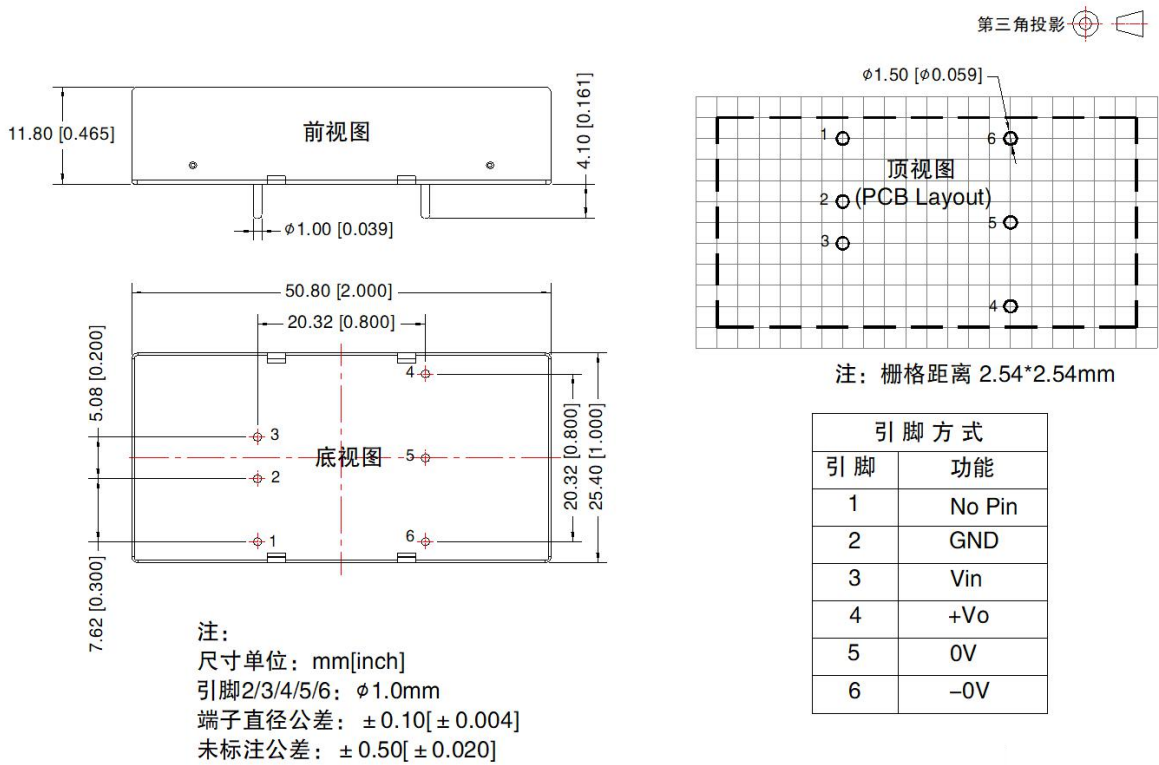 第三角投影
11.80 [0.465]
前视图
4.10 [0.161]
φ1.00 [0.039]
φ1.50 [φ0.059]
1
6
顶视图
2
(PCB Layout)
5
3
4
注：栅格距离 2.54*2.54mm
50.80 [2.000]
20.32 [0.800]
5.08 [0.200]
7.62 [0.300]
4
3
底视图
5
2
6
1
20.32 [0.800]
25.40 [1.000]
引脚方式
引脚 功能
1 No Pin
2 GND
3 Vin
4 +Vo
5 0V
6 −0V
注：
尺寸单位：mm[inch]
引脚2/3/4/5/6：φ1.0mm
端子直径公差：±0.10[±0.004]
未标注公差：±0.50[±0.020]